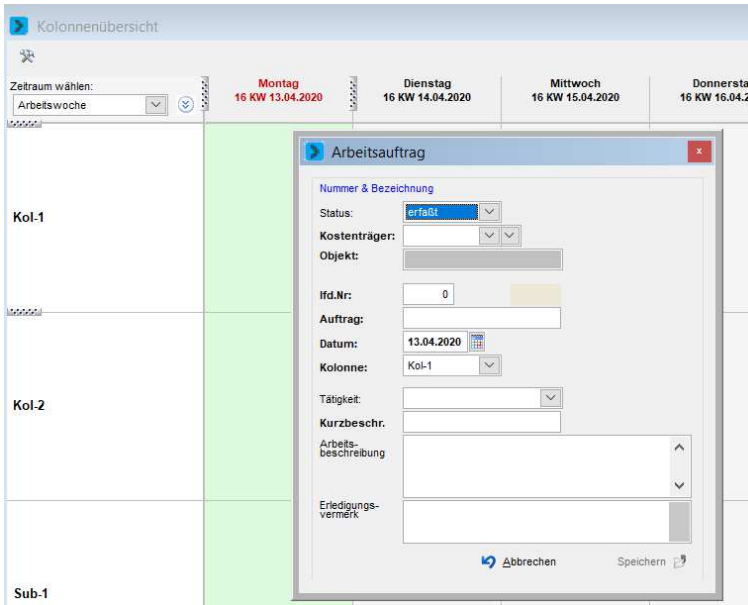 Kolonnenübersicht
Zeitraum wählen:
Arbeitswoche
Montag
16 KW 13.04.2020
Dienstag
16 KW 14.04.2020
Mittwoch
16 KW 15.04.2020
Donnersta
16 KW 16.04.2
Kol-1
Kol-2
Sub-1
Arbeitsauftrag
x
Nummer & Bezeichnung
Status: erfaßt
Kostenträger:
Objekt:
lfd.Nr: 0
Auftrag:
Datum: 13.04.2020
Kolonne: Kol-1
Tätigkeit:
Kurzbeschr.
Arbeits-
beschreibung
Erledigungs-
vermerk
Abbrechen Speichern